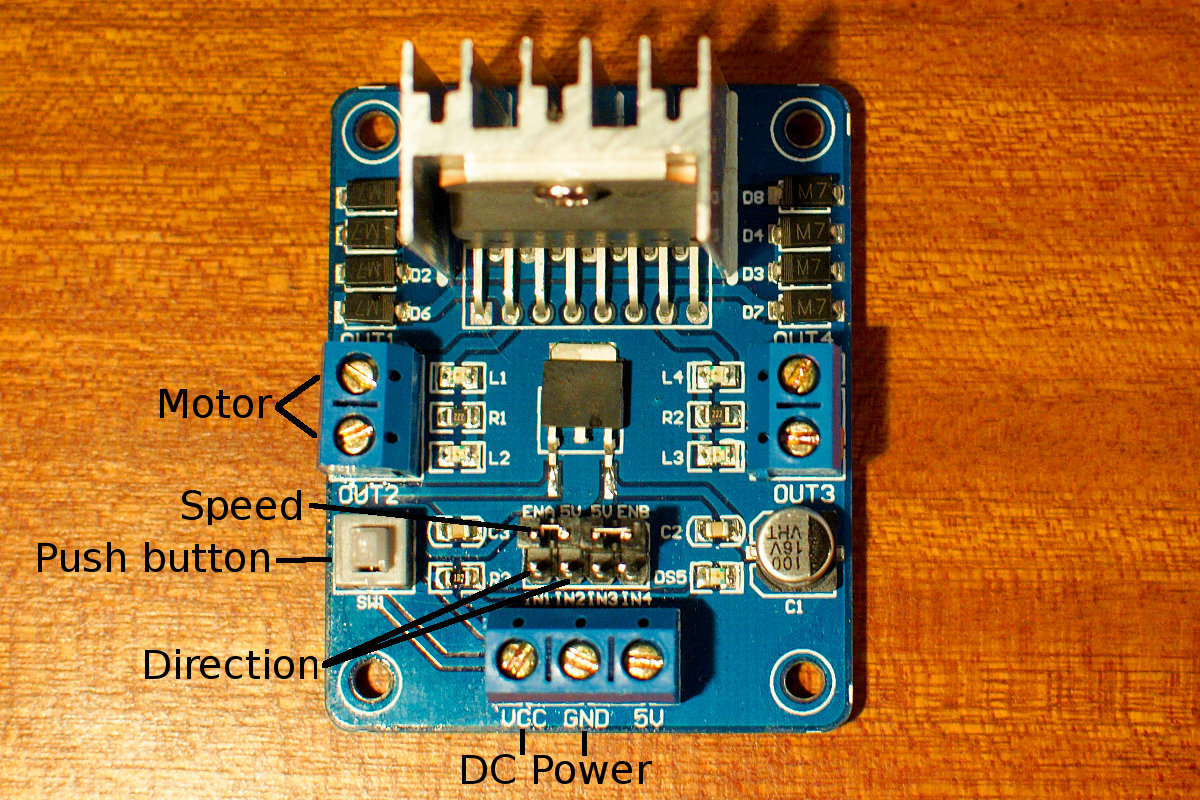 D8 M7
D4 M7
M7 D2 D3 M7
M7 D6 D7 M7
OUT1 OUT4
L1 L4
Motor
R1 R2
L2 L3
OUT2 OUT3
Speed
ENA 5V 5V ENB
C3 C2
Push button
100
16V
VHT
DS5
SW1
IN1 IN2 IN3 IN4
C1
Direction
VCC GND 5V
DC Power